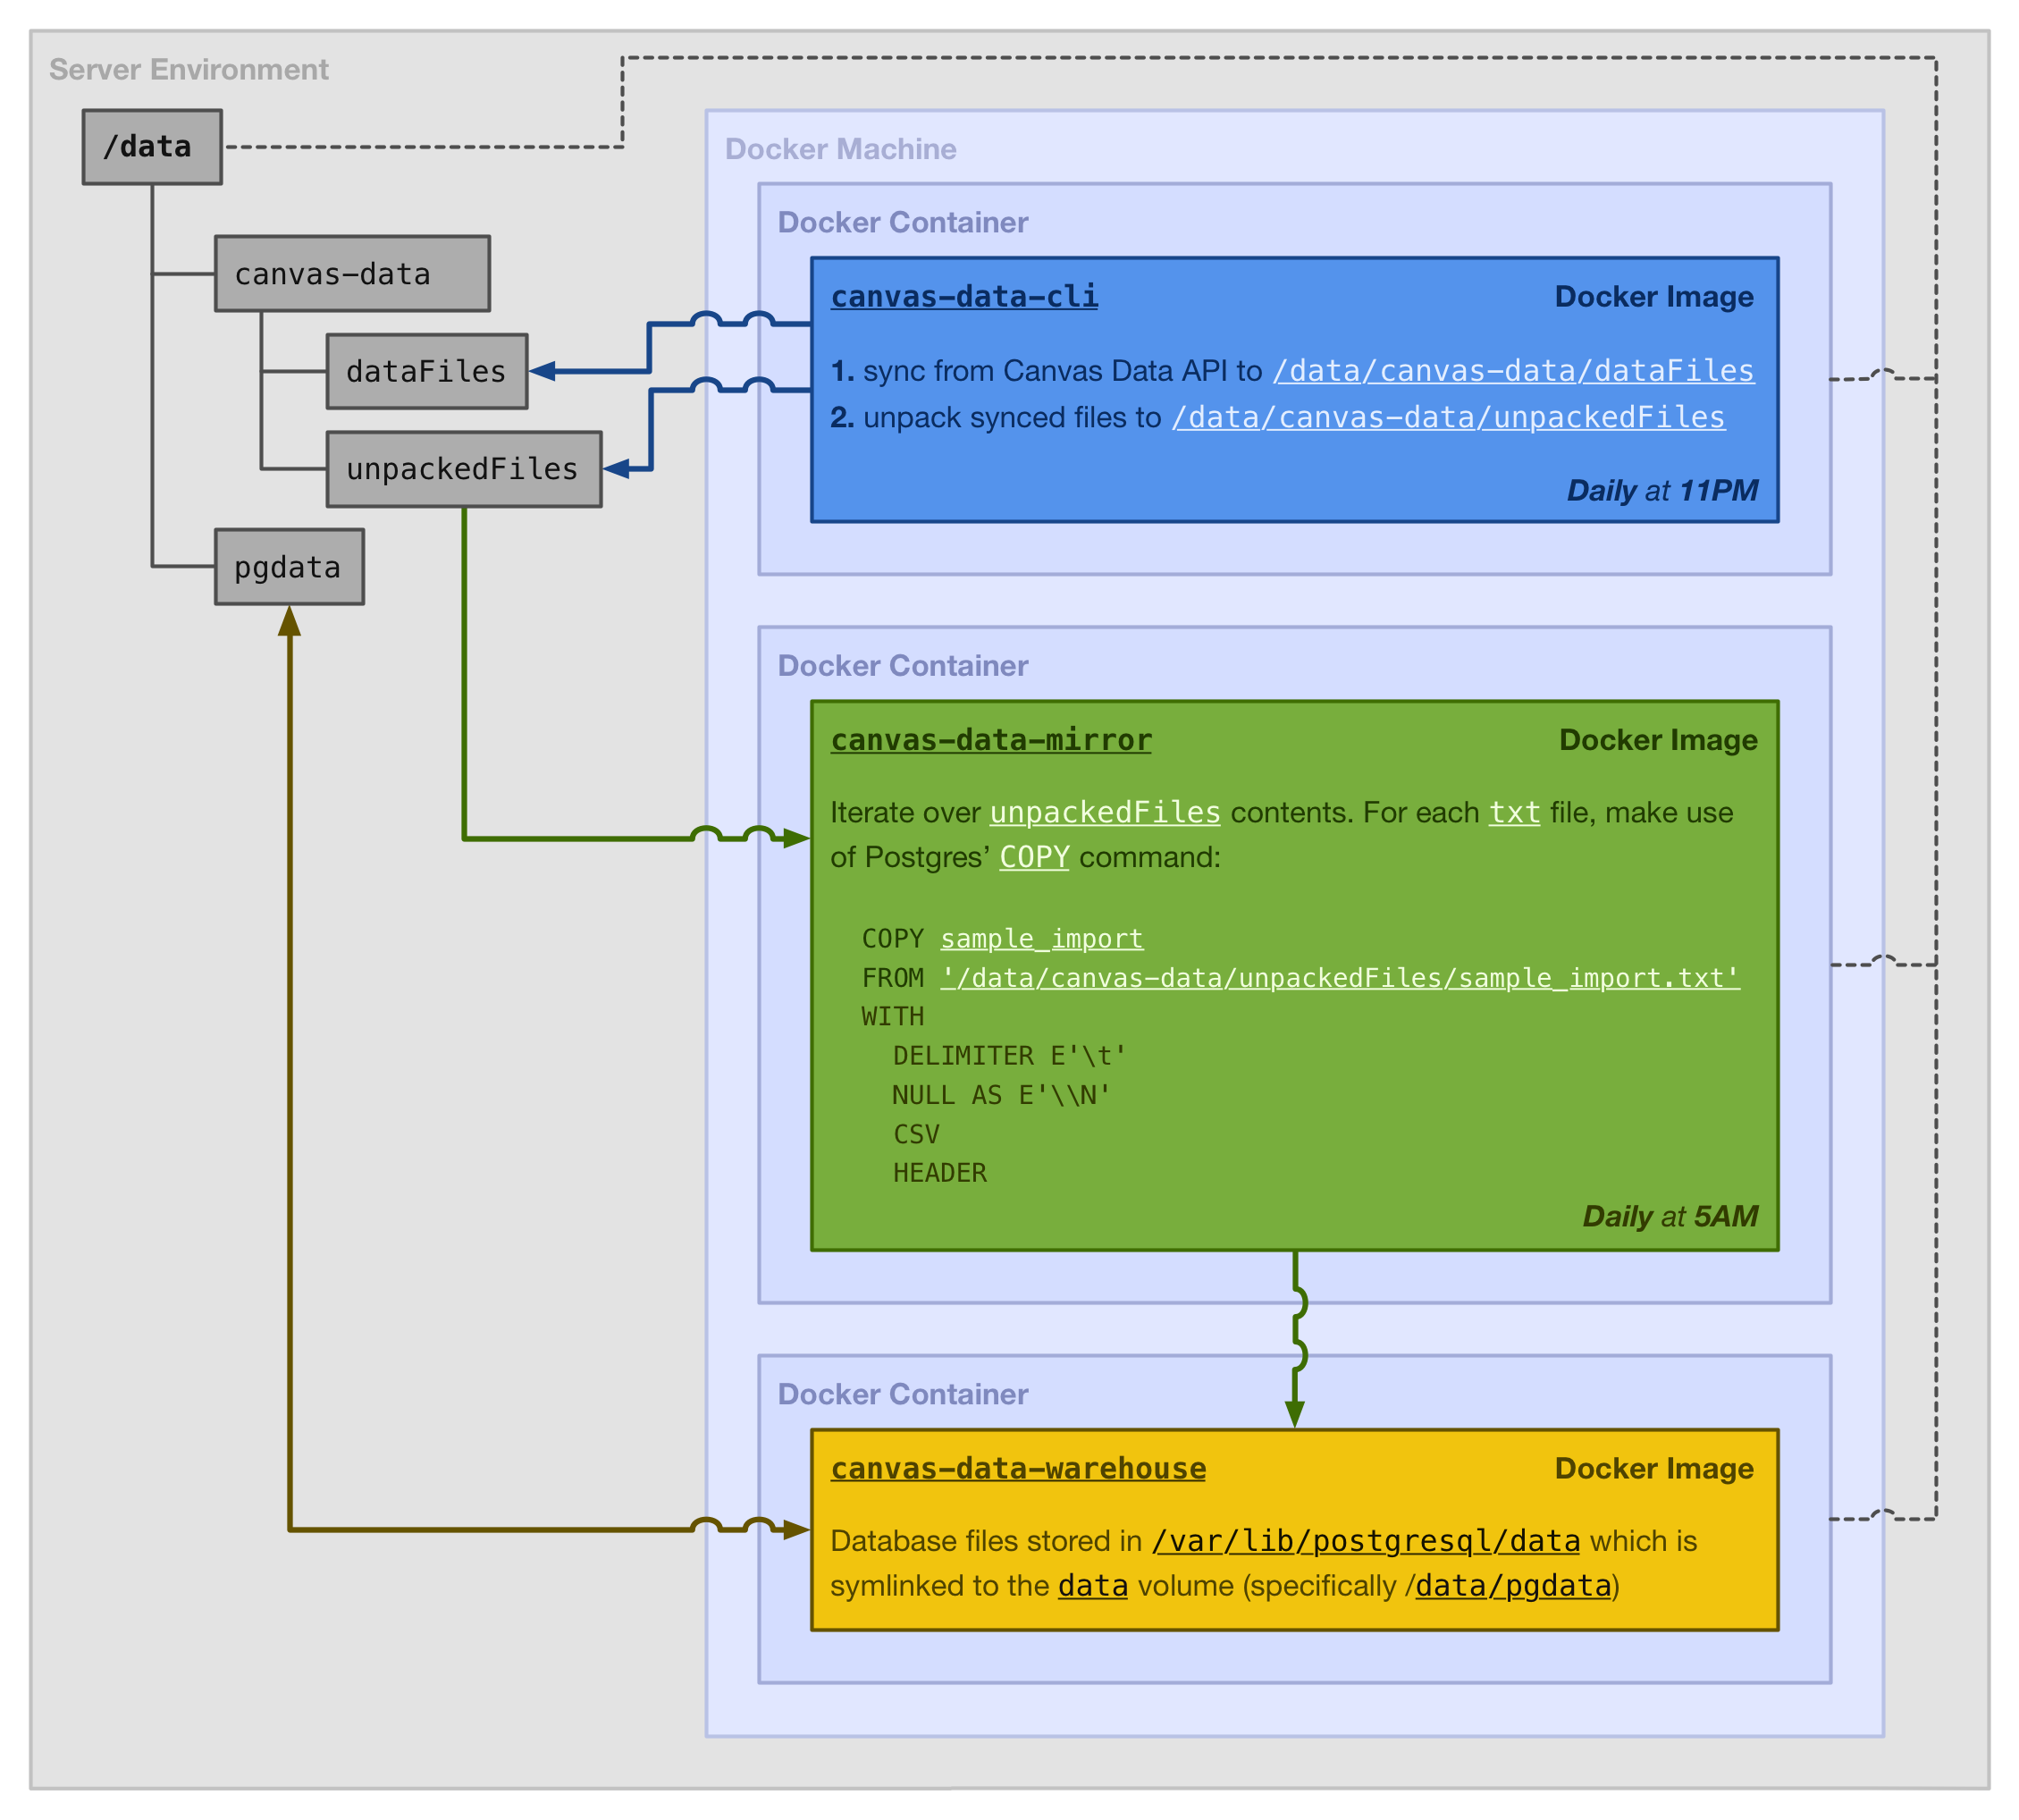 Server Environment
/data
canvas-data
dataFiles
unpackedFiles
pgdata
Docker Machine
Docker Container
canvas-data-cli Docker Image
1. sync from Canvas Data API to /data/canvas-data/dataFiles
2. unpack synced files to /data/canvas-data/unpackedFiles
Daily at 11PM
Docker Container
canvas-data-mirror Docker Image
Iterate over unpackedFiles contents. For each txt file, make use
of Postgres’ COPY command:
COPY sample_import
FROM '/data/canvas-data/unpackedFiles/sample_import.txt'
WITH
DELIMITER E'\t'
NULL AS E'\\N'
CSV
HEADER
Daily at 5AM
Docker Container
canvas-data-warehouse Docker Image
Database files stored in /var/lib/postgresql/data which is
symlinked to the data volume (specifically /data/pgdata)